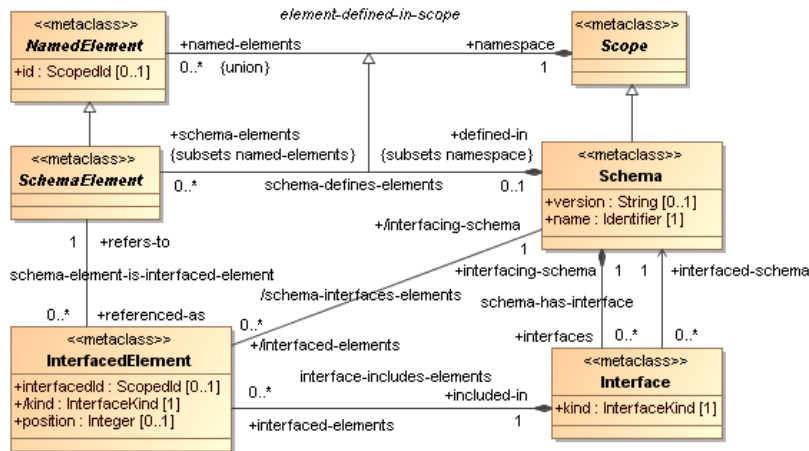 element-defined-in-scope
<<metaclass>>
NamedElement
+id : ScopedId [0..1]
+named-elements
0..* {union}
+namespace
1
<<metaclass>>
Scope
<<metaclass>>
SchemaElement
+schema-elements
{subsets named-elements}
0..*
schema-defines-elements
+defined-in
{subsets namespace}
0..1
<<metaclass>>
Schema
+version : String [0..1]
+name : Identifier [1]
1 +refers-to
schema-element-is-interfaced-element
0..* +referenced-as
+/interfacing-schema
1
/schema-interfaces-elements
0..*
+/interfaced-elements
+interfacing-schema 1
1 +interfaced-schema
schema-has-interface
+interfaces 0..*
0..*
<<metaclass>>
InterfacedElement
+interfacedId : ScopedId [0..1]
+/kind : InterfaceKind [1]
+position : Integer [0..1]
interface-includes-elements
0..*
+included-in
+interfaced-elements
1
<<metaclass>>
Interface
+kind : InterfaceKind [1]